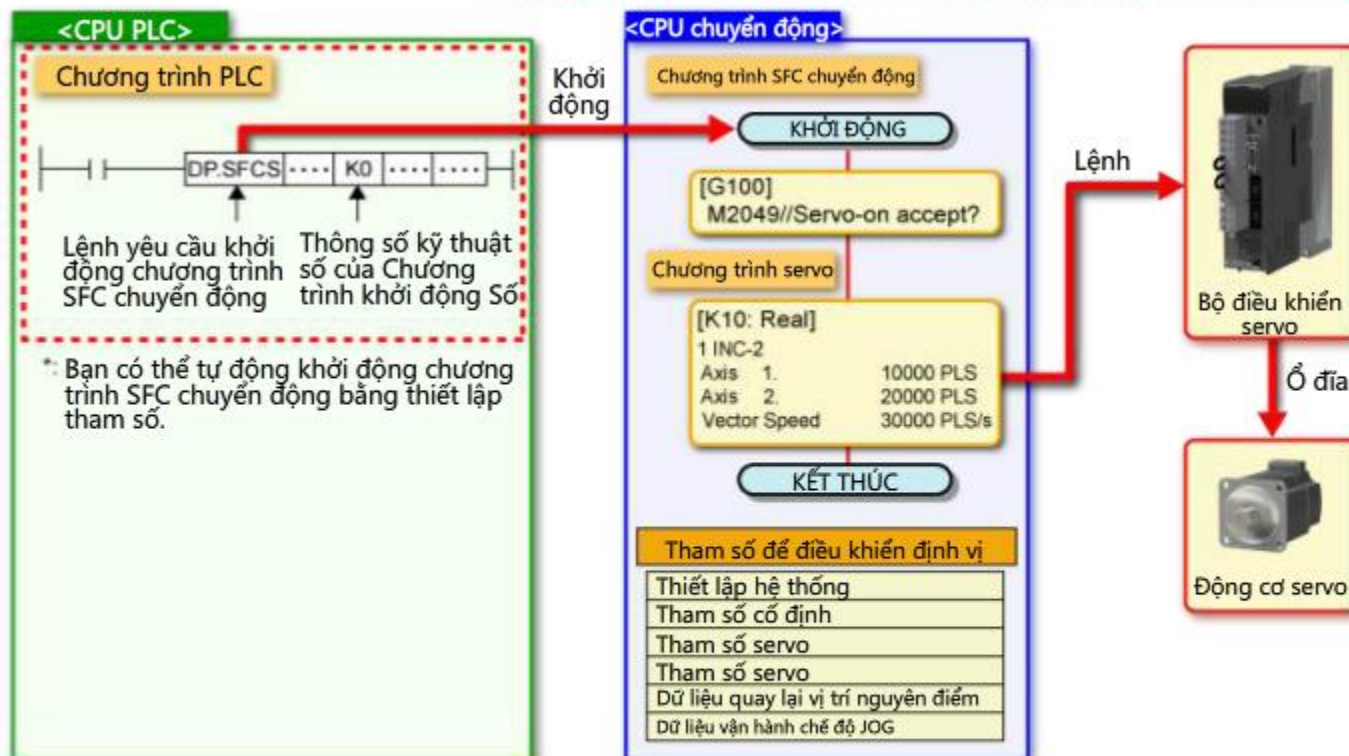 <CPU PLC>
Chương trình PLC
DP.SFCS
K0
Lệnh yêu cầu khởi
động chương trình
SFC chuyển động
Thông số kỹ thuật
số của Chương
trình khởi động Số
*: Bạn có thể tự động khởi động chương
trình SFC chuyển động bằng thiết lập
tham số.
Khởi
động
<CPU chuyển động>
Chương trình SFC chuyển động
KHỞI ĐỘNG
[G100]
M2049//Servo-on accept?
Chương trình servo
[K10: Real]
1 INC-2
Axis 1. 10000 PLS
Axis 2. 20000 PLS
Vector Speed 30000 PLS/s
KẾT THÚC
Tham số để điều khiển định vị
Thiết lập hệ thống
Tham số cố định
Tham số servo
Tham số servo
Dữ liệu quay lại vị trí nguyên điểm
Dữ liệu vận hành chế độ JOG
Lệnh
Bộ điều khiển
servo
Ổ đĩa
Động cơ servo